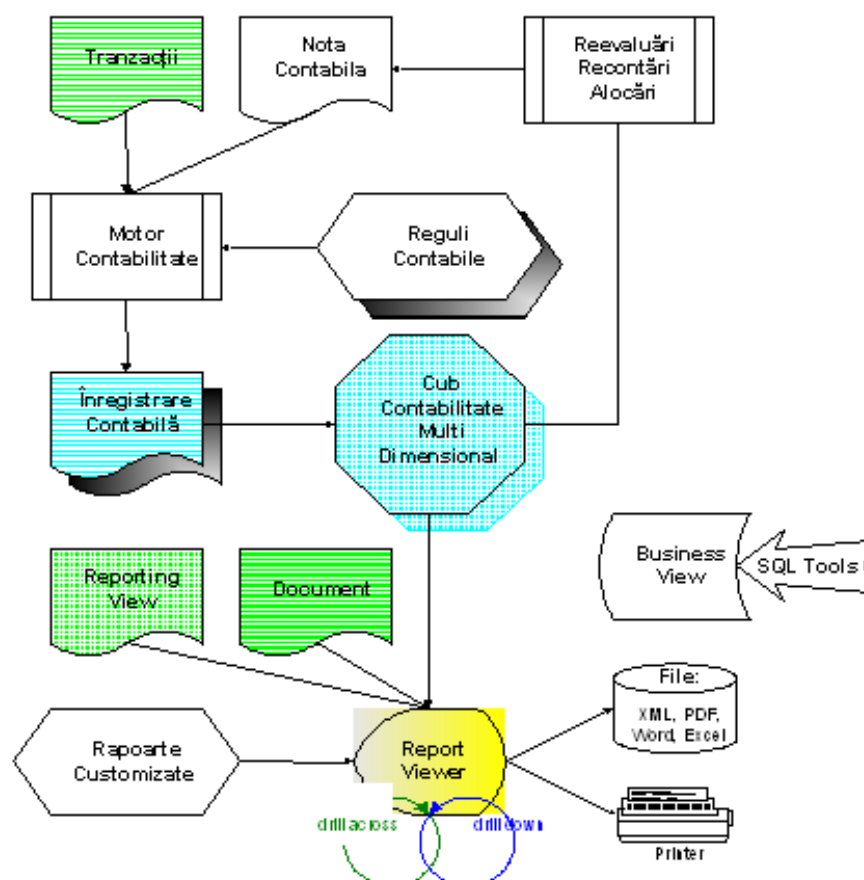 Tranzacții
Nota
Contabila
Reevaluări
Recontări
Alocări
Motor
Contabilitate
Reguli
Contabile
Înregistrare
Contabilă
Cub
Contabilitate
Multi
Dimensional
Reporting
View
Document
Business
View
SQL Tools
File:
XML, PDF,
Word, Excel
Rapoarte
Customizate
Report
Viewer
drill across
drill down
Printer